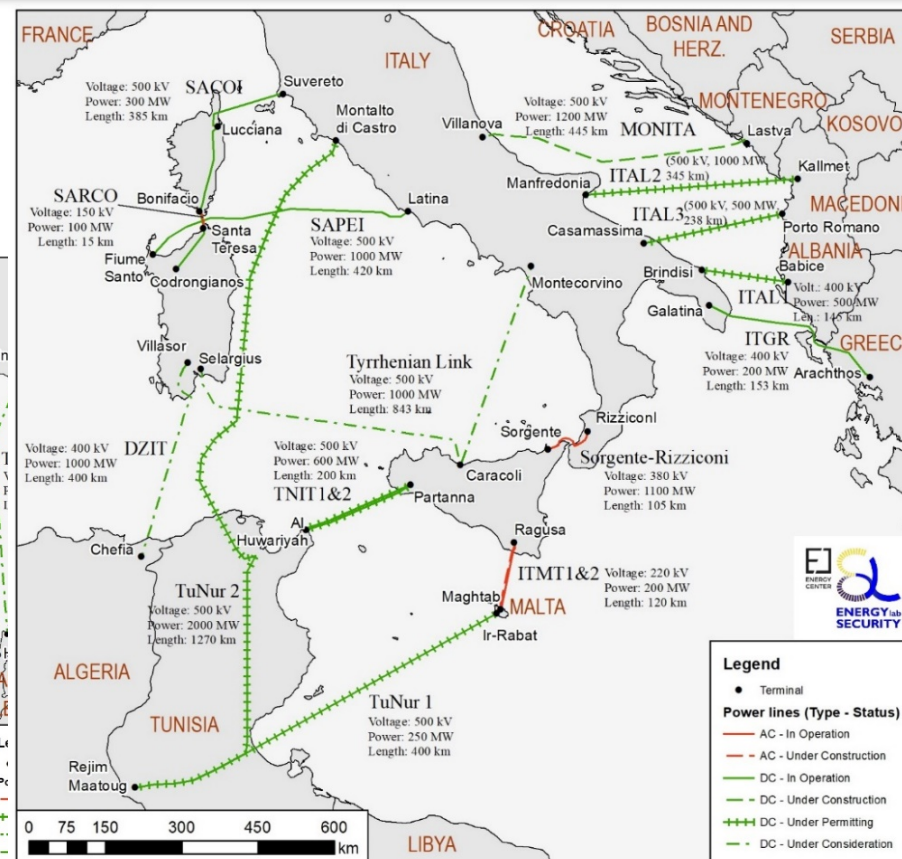 FRANCE
ITALY
CROATIA
BOSNIA AND
HERZ.
SERBIA
MONTENEGRO
KOSOVO
ALBANIA
ALGERIA
TUNISIA
LIBYA
MALTA
Voltage: 500 kV
Power: 300 MW
Length: 385 km
SACOI
Suvereto
Lucciana
Montalto
di Castro
Villanova
Voltage: 500 kV
Power: 1200 MW
Length: 445 km
MONITA
Lastva
Kallmet
Manfredonia
ITAL2
(500 kV, 1000 MW,
345 km)
ITAL3
(500 kV, 500 MW,
238 km)
Casamassima
Porto Romano
SARCO
Voltage: 150 kV
Power: 100 MW
Length: 15 km
Bonifacio
Santa
Teresa
Fiume
Santo
Codrongianos
Latina
SAPEI
Voltage: 500 kV
Power: 1000 MW
Length: 420 km
Montecorvino
Brindisi
Babice
ITAL1
Volt.: 400 kV
Power: 500 MW
Len.: 145 km
Galatina
ITGR
Voltage: 400 kV
Power: 200 MW
Length: 153 km
Arachthos
Villasor
Selargius
Tyrrhenian Link
Voltage: 500 kV
Power: 1000 MW
Length: 843 km
Sorgente
RizziconI
Sorgente-Rizziconi
Voltage: 380 kV
Power: 1100 MW
Length: 105 km
Voltage: 400 kV
Power: 1000 MW
Length: 400 km
DZIT
Voltage: 500 kV
Power: 600 MW
Length: 200 km
TNIT1&2
Caracoli
Partanna
Al
Huwariyah
Chefia
Ragusa
ITMT1&2
Voltage: 220 kV
Power: 200 MW
Length: 120 km
Maghtab
Ir-Rabat
TuNur 2
Voltage: 500 kV
Power: 2000 MW
Length: 1270 km
TuNur 1
Voltage: 500 kV
Power: 250 MW
Length: 400 km
Rejim
Maatoug
0 75 150 300 450 600
km
ENERGY
CENTER
ENERGY lab
SECURITY
Legend
Terminal
Power lines (Type - Status)
AC - In Operation
AC - Under Construction
DC - In Operation
DC - Under Construction
DC - Under Permitting
DC - Under Consideration